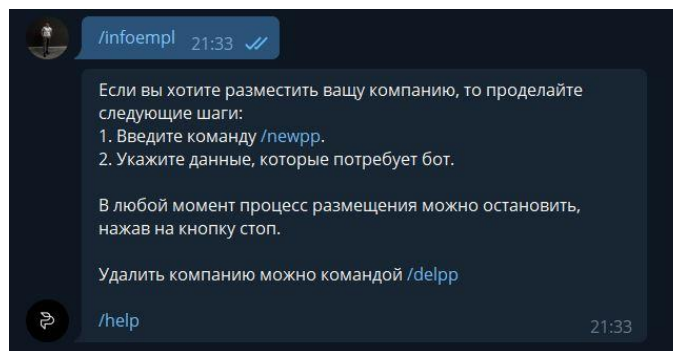 /infoempl 21:33
Если вы хотите разместить ващу компанию, то проделайте
следующие шаги:
1. Введите команду /newpp.
2. Укажите данные, которые потребует бот.
В любой момент процесс размещения можно остановить,
нажав на кнопку стоп.
Удалить компанию можно командой /delpp
/help 21:33